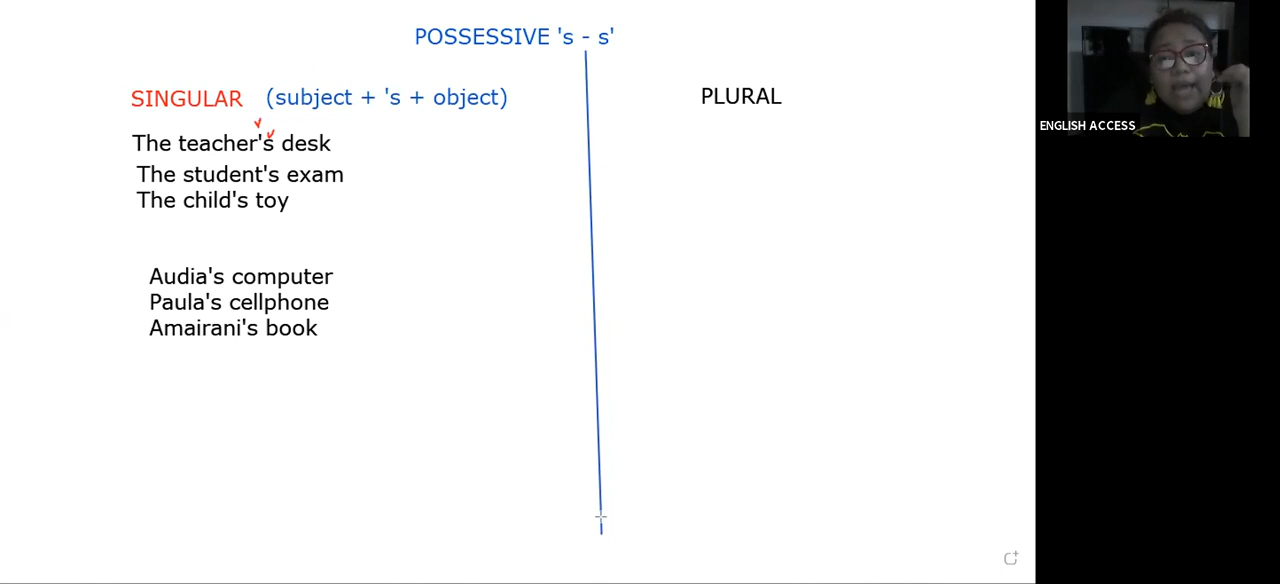 POSSESSIVE 's - s'
SINGULAR (subject + 's + object)
The teacher's desk
The student's exam
The child's toy
Audia's computer
Paula's cellphone
Amairani's book
PLURAL
ENGLISH ACCESS